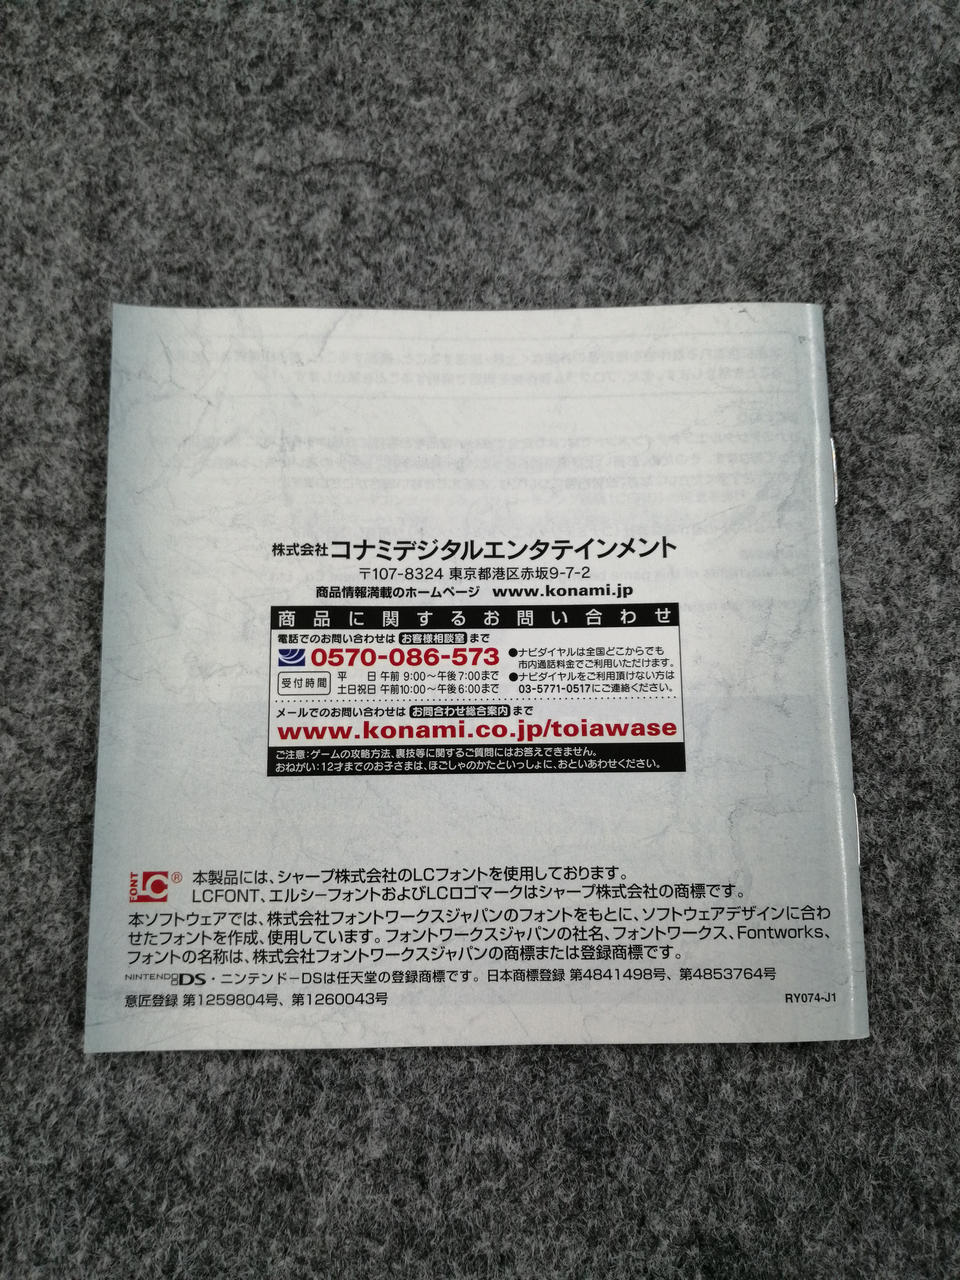 株式会社コナミデジタルエンタテインメント
〒107-8324 東京都港区赤坂9-7-2
商品情報満載のホームページ www.konami.jp
商品に関するお問い合わせ
電話でのお問い合わせは お客様相談室 まで
0570-086-573
受付時間
平 日 午前 9:00〜午後7:00まで
土日祝日 午前10:00〜午後6:00まで
●ナビダイヤルは全国どこからでも
市内通話料金でご利用いただけます。
●ナビダイヤルをご利用頂けない方は
03-5771-0517にご連絡ください。
メールでのお問い合わせは お問合わせ総合案内 まで
www.konami.co.jp/toiawase
ご注意:ゲームの攻略方法、裏技等に関するご質問にはお答えできません。
おねがい:12才までのお子さまは、ほごしゃのかたといっしょに、おといあわせください。
LC FONT ® 本製品には、シャープ株式会社のLCフォントを使用しております。
LCFONT、エルシーフォントおよびLCロゴマークはシャープ株式会社の商標です。
本ソフトウェアでは、株式会社フォントワークスジャパンのフォントをもとに、ソフトウェアデザインに合わ
せたフォントを作成、使用しています。フォントワークスジャパンの社名、フォントワークス、Fontworks、
フォントの名称は、株式会社フォントワークスジャパンの商標または登録商標です。
NINTENDO DS・ニンテンドーDSは任天堂の登録商標です。日本商標登録 第4841498号、第4853764号
意匠登録 第1259804号、第1260043号
RY074-J1